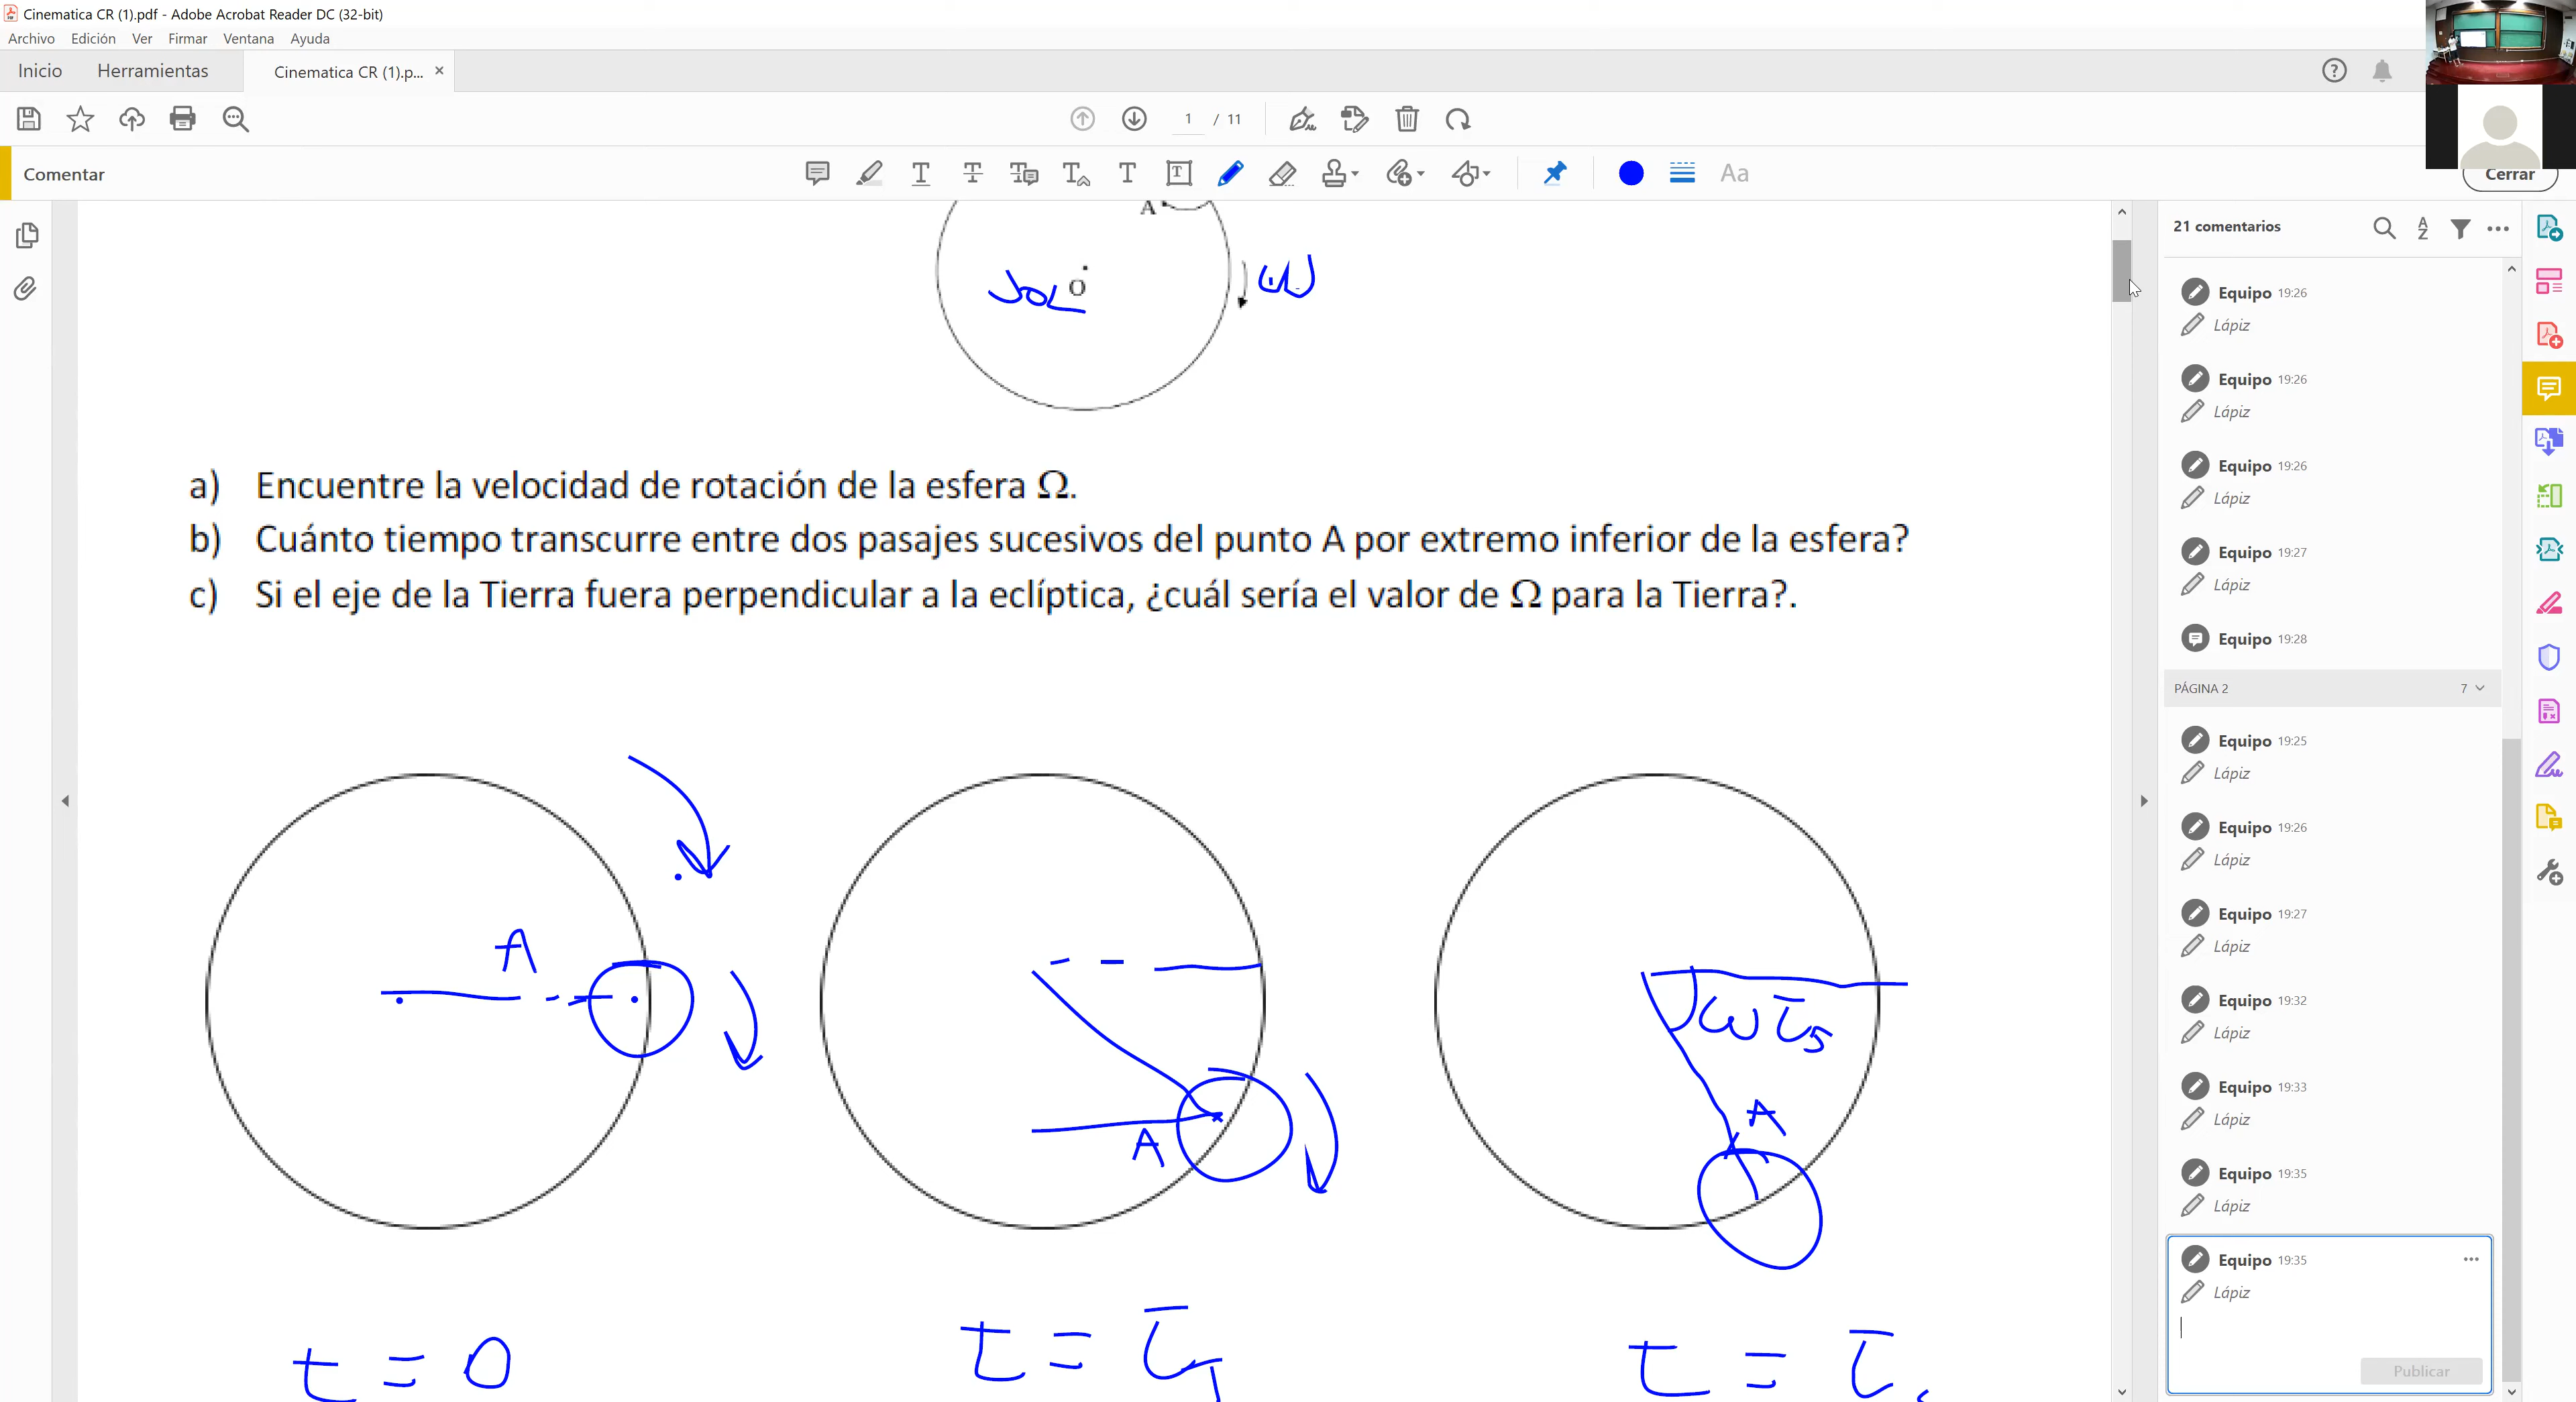 Cinematica CR (1).pdf - Adobe Acrobat Reader DC (32-bit)
Archivo Edición Ver Firmar Ventana Ayuda
Inicio Herramientas Cinematica CR (1).p... ×
1 / 11
Comentar
Aa
Cerrar
21 comentarios
A
SOL O
a) Encuentre la velocidad de rotación de la esfera Ω.
b) Cuánto tiempo transcurre entre dos pasajes sucesivos del punto A por extremo inferior de la esfera?
c) Si el eje de la Tierra fuera perpendicular a la eclíptica, ¿cuál sería el valor de Ω para la Tierra?.
A
A
ω τs
A
t = 0
t = τ
t = τ
Equipo 19:26
Lápiz
Equipo 19:26
Lápiz
Equipo 19:26
Lápiz
Equipo 19:27
Lápiz
Equipo 19:28
PÁGINA 2 7
Equipo 19:25
Lápiz
Equipo 19:26
Lápiz
Equipo 19:27
Lápiz
Equipo 19:32
Lápiz
Equipo 19:33
Lápiz
Equipo 19:35
Lápiz
Equipo 19:35
Lápiz
Publicar